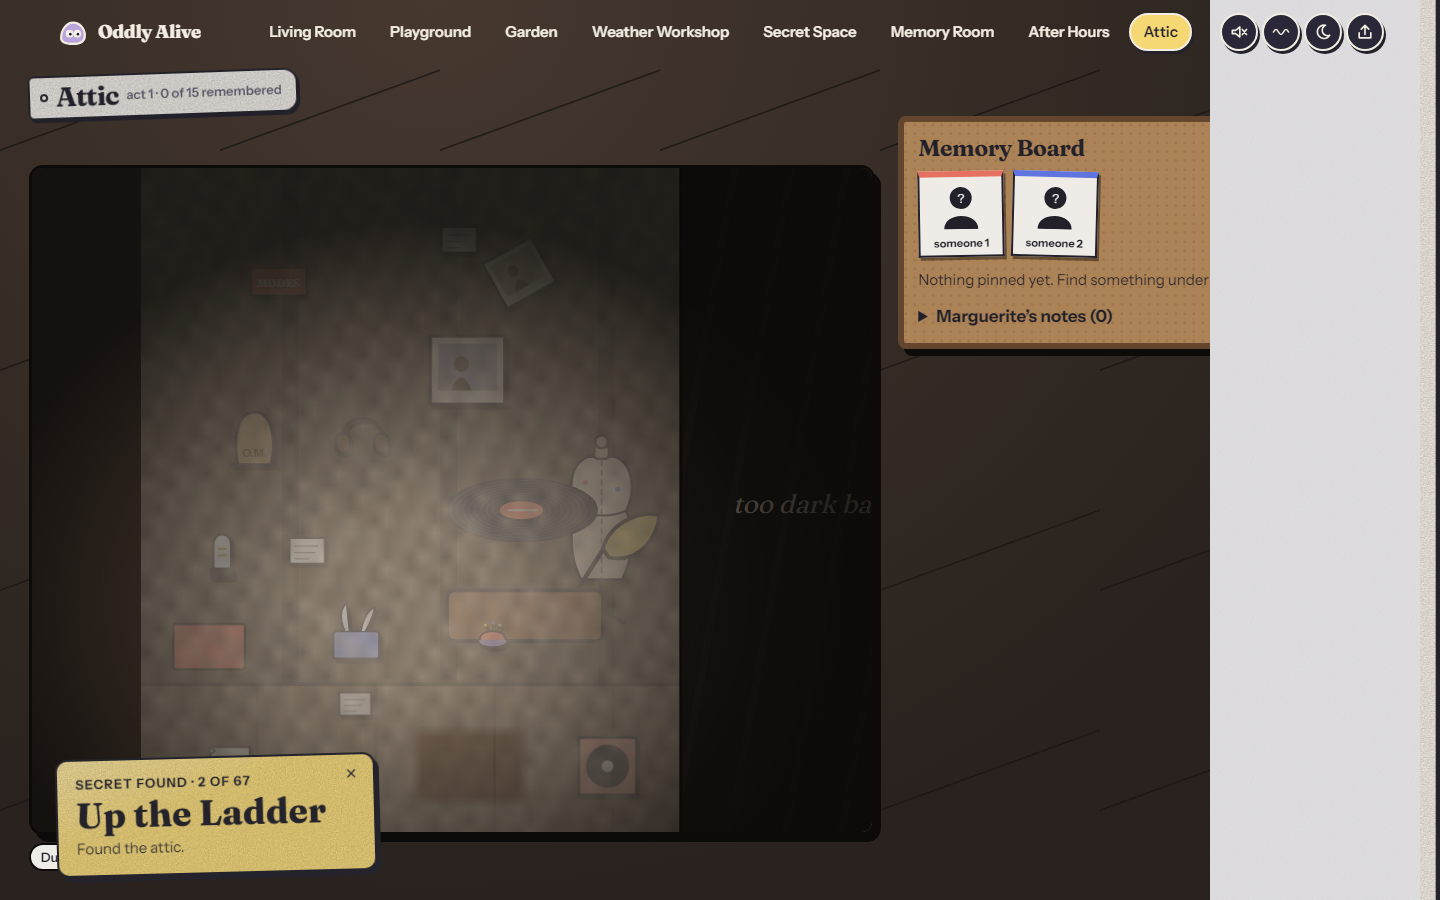 Oddly Alive
Living Room
Playground
Garden
Weather Workshop
Secret Space
Memory Room
After Hours
Attic
Attic act 1 · 0 of 15 remembered
Memory Board
?
?
someone 1
someone 2
Nothing pinned yet. Find something under
Marguerite's notes (0)
MISSES
O.M.
too dark ba
SECRET FOUND · 2 OF 67
×
Up the Ladder
Found the attic.
Du